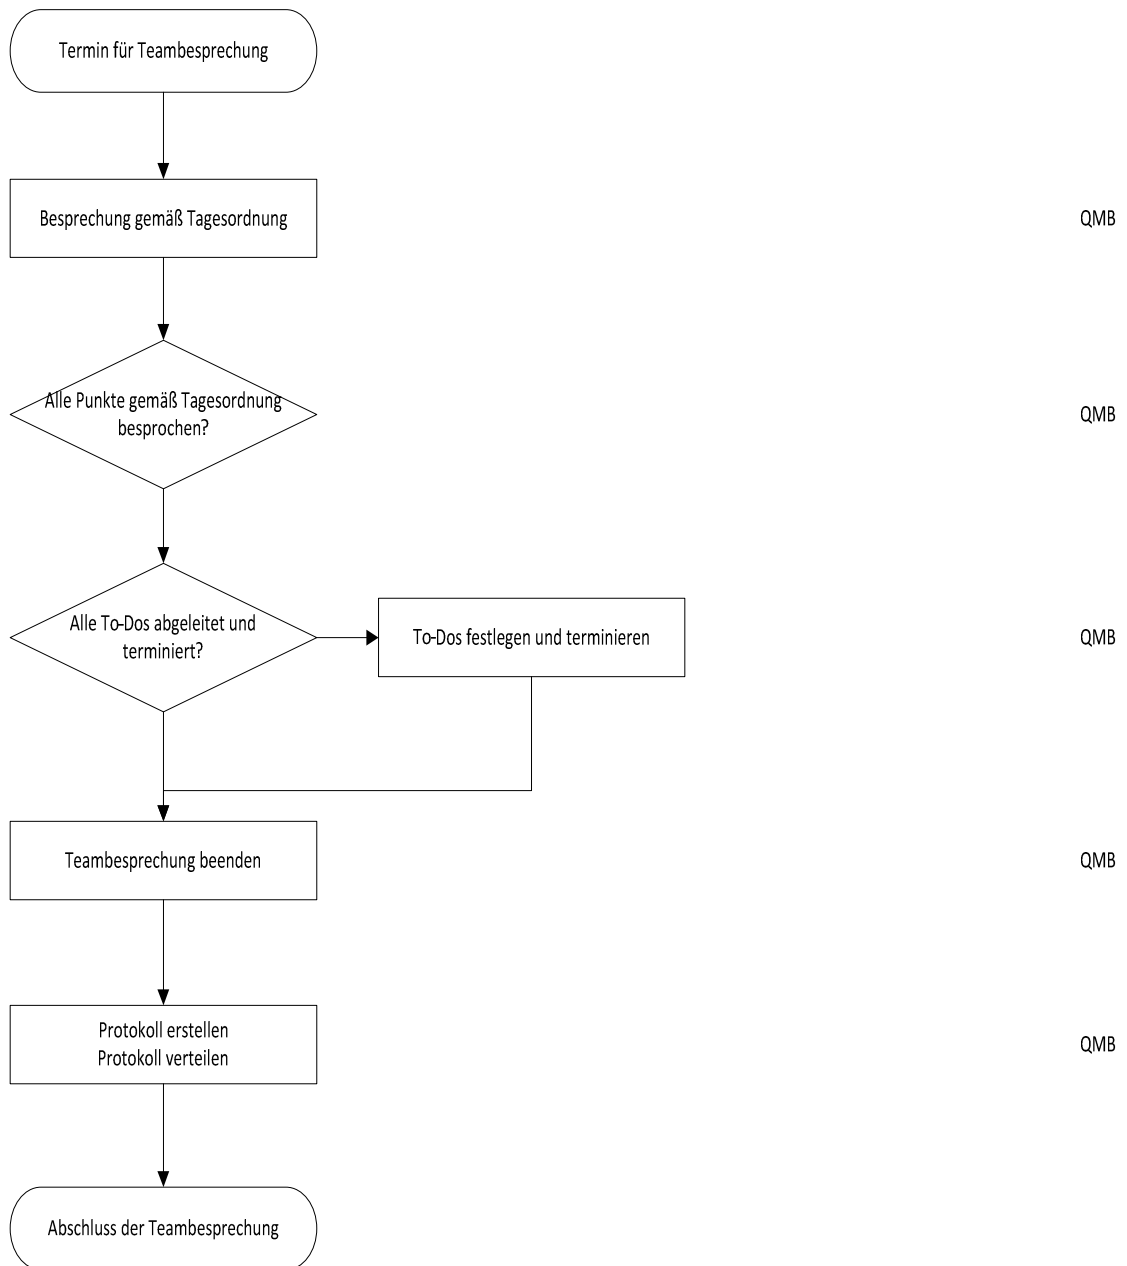 Termin für Teambesprechung
Besprechung gemäß Tagesordnung
QMB
Alle Punkte gemäß Tagesordnung
besprochen?
QMB
Alle To-Dos abgeleitet und
terminiert?
To-Dos festlegen und terminieren
QMB
Teambesprechung beenden
QMB
Protokoll erstellen
Protokoll verteilen
QMB
Abschluss der Teambesprechung